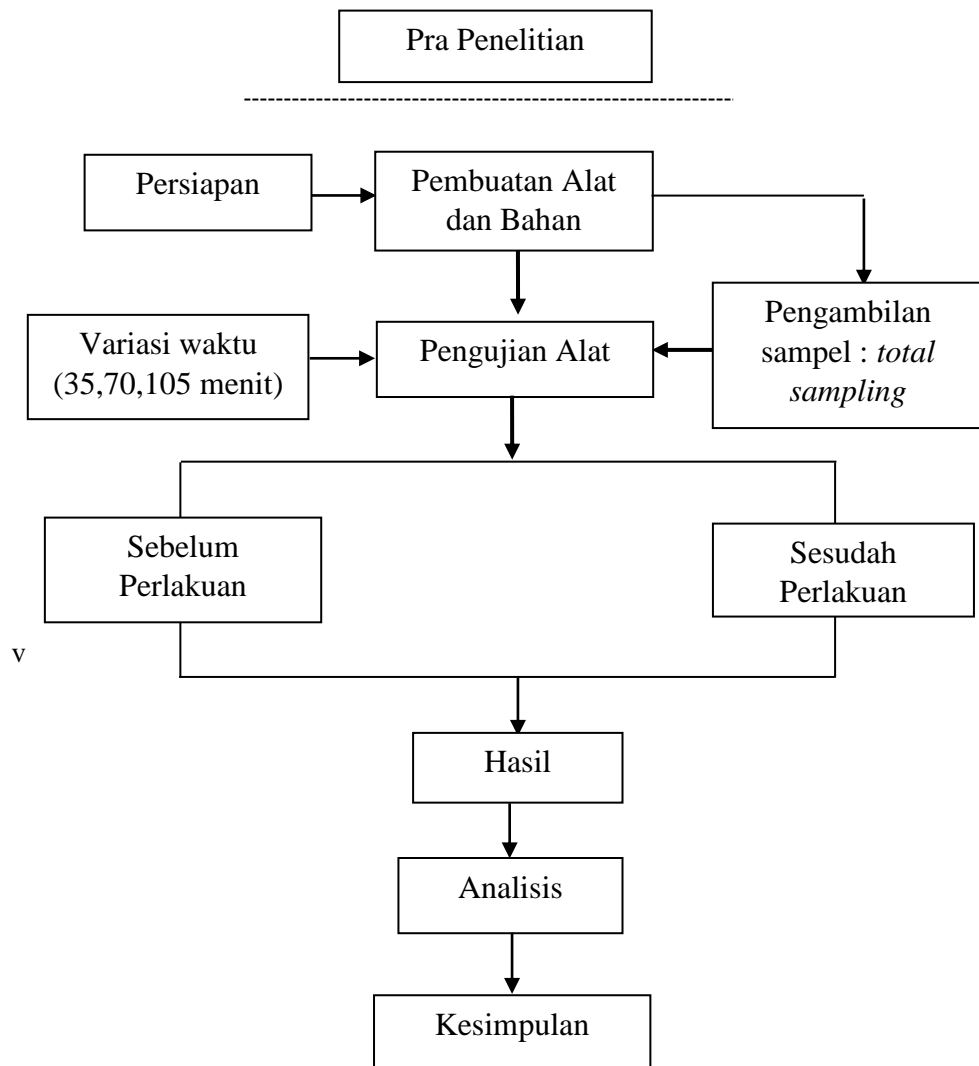 Pra Penelitian
Persiapan
Pembuatan Alat
dan Bahan
Variasi waktu
(35,70,105 menit)
Pengujian Alat
Pengambilan
sampel : total
sampling
Sebelum
Perlakuan
Sesudah
Perlakuan
v
Hasil
Analisis
Kesimpulan